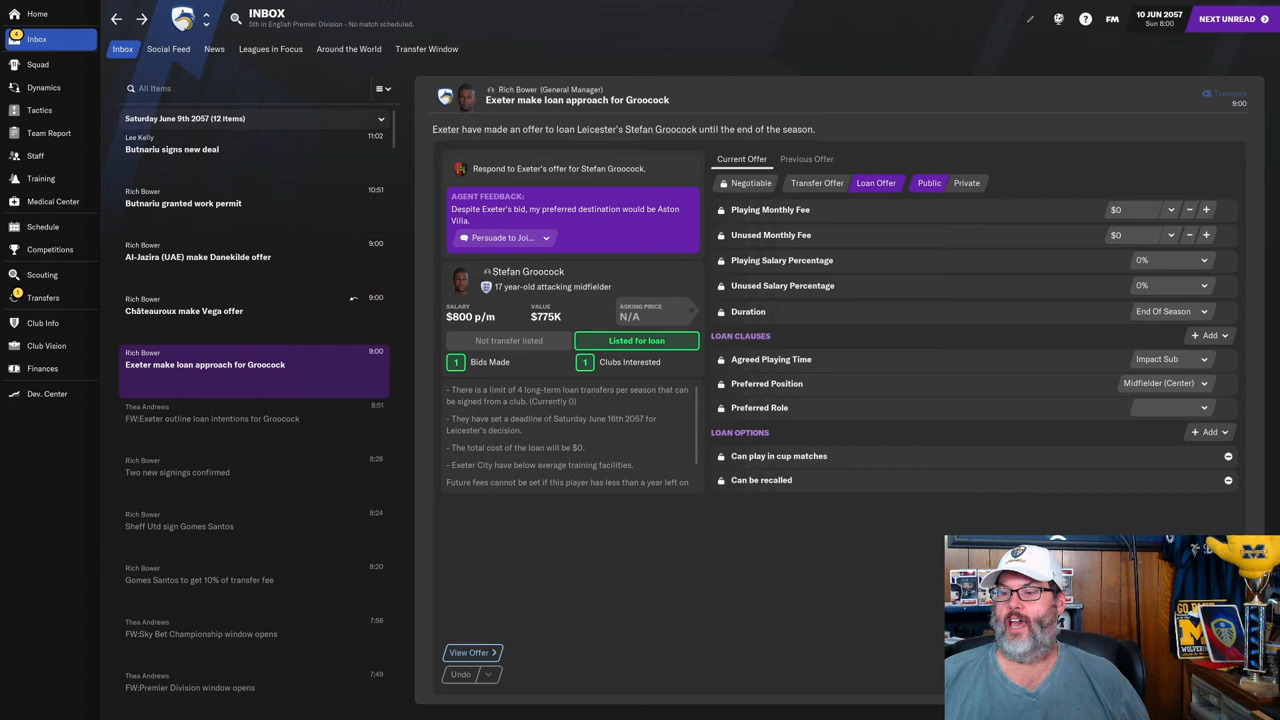 Home
INBOX
5th in English Premier Division - No match scheduled.
FM
10 JUN 2057
Sun 8:00
NEXT UNREAD
4
Inbox
Inbox
Social Feed
News
Leagues in Focus
Around the World
Transfer Window
Squad
Dynamics
Tactics
Team Report
Staff
Training
Medical Center
Schedule
Competitions
Scouting
1
Transfers
Club Info
Club Vision
Finances
Dev. Center
All Items
Saturday June 9th 2057 (12 items)
Lee Kelly
11:02
Butnariu signs new deal
Rich Bower
10:51
Butnariu granted work permit
Rich Bower
9:00
Al-Jazira (UAE) make Danekilde offer
Rich Bower
9:00
Châteauroux make Vega offer
Rich Bower
9:00
Exeter make loan approach for Groocock
Thea Andrews
8:51
FW:Exeter outline loan intentions for Groocock
Rich Bower
8:28
Two new signings confirmed
Rich Bower
8:24
Sheff Utd sign Gomes Santos
Rich Bower
8:20
Gomes Santos to get 10% of transfer fee
Thea Andrews
7:56
FW:Sky Bet Championship window opens
Thea Andrews
7:49
FW:Premier Division window opens
Rich Bower (General Manager)
Exeter make loan approach for Groocock
Transfers
9:00
Exeter have made an offer to loan Leicester's Stefan Groocock until the end of the season.
Respond to Exeter's offer for Stefan Groocock.
AGENT FEEDBACK:
Despite Exeter's bid, my preferred destination would be Aston
Villa.
Persuade to Joi...
Stefan Groocock
17 year-old attacking midfielder
SALARY
$800 p/m
VALUE
$775K
ASKING PRICE
N/A
Not transfer listed
Listed for loan
1
Bids Made
1
Clubs Interested
- There is a limit of 4 long-term loan transfers per season that can
be signed from a club. (Currently 0)
- They have set a deadline of Saturday June 16th 2057 for
Leicester's decision.
- The total cost of the loan will be $0.
- Exeter City have below average training facilities.
Future fees cannot be set if this player has less than a year left on
View Offer
Undo
Current Offer
Previous Offer
Negotiable
Transfer Offer
Loan Offer
Public
Private
Playing Monthly Fee
$0
Unused Monthly Fee
$0
Playing Salary Percentage
0%
Unused Salary Percentage
0%
Duration
End Of Season
LOAN CLAUSES
Add
Agreed Playing Time
Impact Sub
Preferred Position
Midfielder (Center)
Preferred Role
LOAN OPTIONS
Add
Can play in cup matches
Can be recalled
GO BLUE
M
WOLVERINES
M